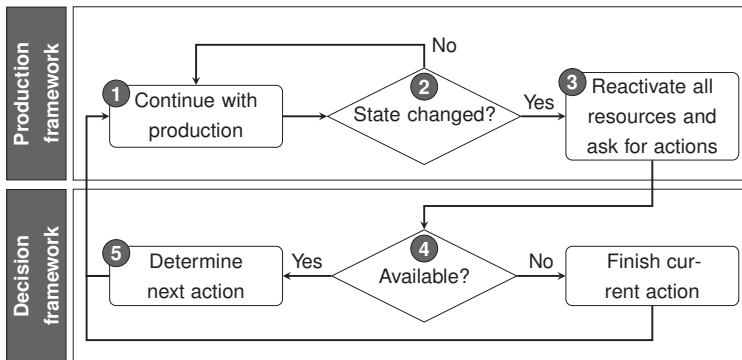 Production
framework
No
1
Continue with
production
2
State changed?
Yes
3
Reactivate all
resources and
ask for actions
Decision
framework
5
Determine
next action
Yes
4
Available?
No
Finish cur-
rent action